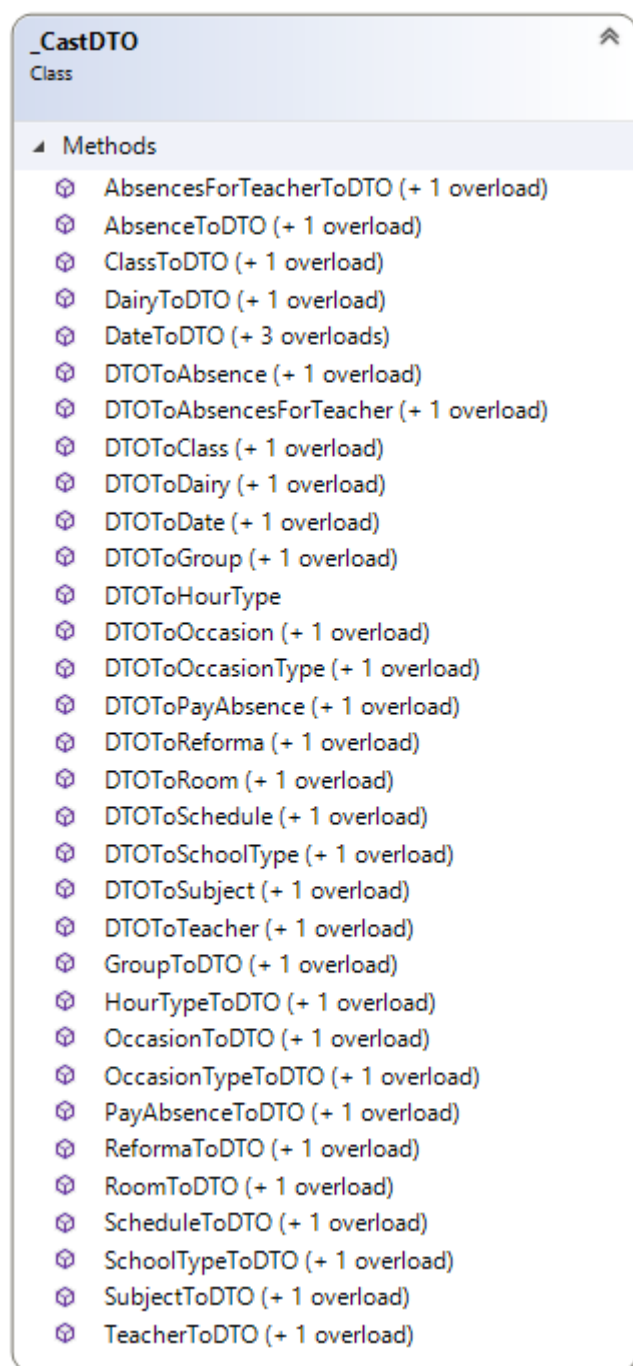 _CastDTO
Class
Methods
AbsencesForTeacherToDTO (+ 1 overload)
AbsenceToDTO (+ 1 overload)
ClassToDTO (+ 1 overload)
DairyToDTO (+ 1 overload)
DateToDTO (+ 3 overloads)
DTOToAbsence (+ 1 overload)
DTOToAbsencesForTeacher (+ 1 overload)
DTOToClass (+ 1 overload)
DTOToDairy (+ 1 overload)
DTOToDate (+ 1 overload)
DTOToGroup (+ 1 overload)
DTOToHourType
DTOToOccasion (+ 1 overload)
DTOToOccasionType (+ 1 overload)
DTOToPayAbsence (+ 1 overload)
DTOToReforma (+ 1 overload)
DTOToRoom (+ 1 overload)
DTOToSchedule (+ 1 overload)
DTOToSchoolType (+ 1 overload)
DTOToSubject (+ 1 overload)
DTOToTeacher (+ 1 overload)
GroupToDTO (+ 1 overload)
HourTypeToDTO (+ 1 overload)
OccasionToDTO (+ 1 overload)
OccasionTypeToDTO (+ 1 overload)
PayAbsenceToDTO (+ 1 overload)
ReformaToDTO (+ 1 overload)
RoomToDTO (+ 1 overload)
ScheduleToDTO (+ 1 overload)
SchoolTypeToDTO (+ 1 overload)
SubjectToDTO (+ 1 overload)
TeacherToDTO (+ 1 overload)